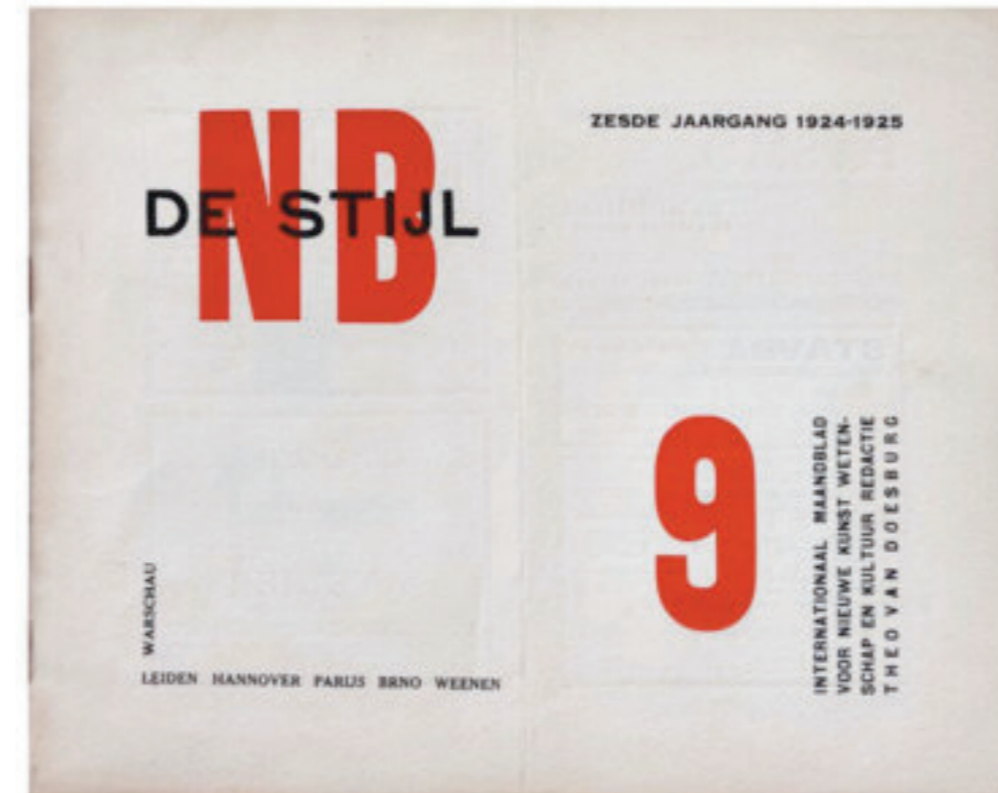 NB
DE STIJL
ZESDE JAARGANG 1924-1925
9
INTERNATIONAAL MAANDBLAD
VOOR NIEUWE KUNST WETEN-
SCHAP EN KULTUUR REDACTIE
THEO VAN DOESBURG
WARSCHAU
LEIDEN HANNOVER PARIJS BRNO WEENEN